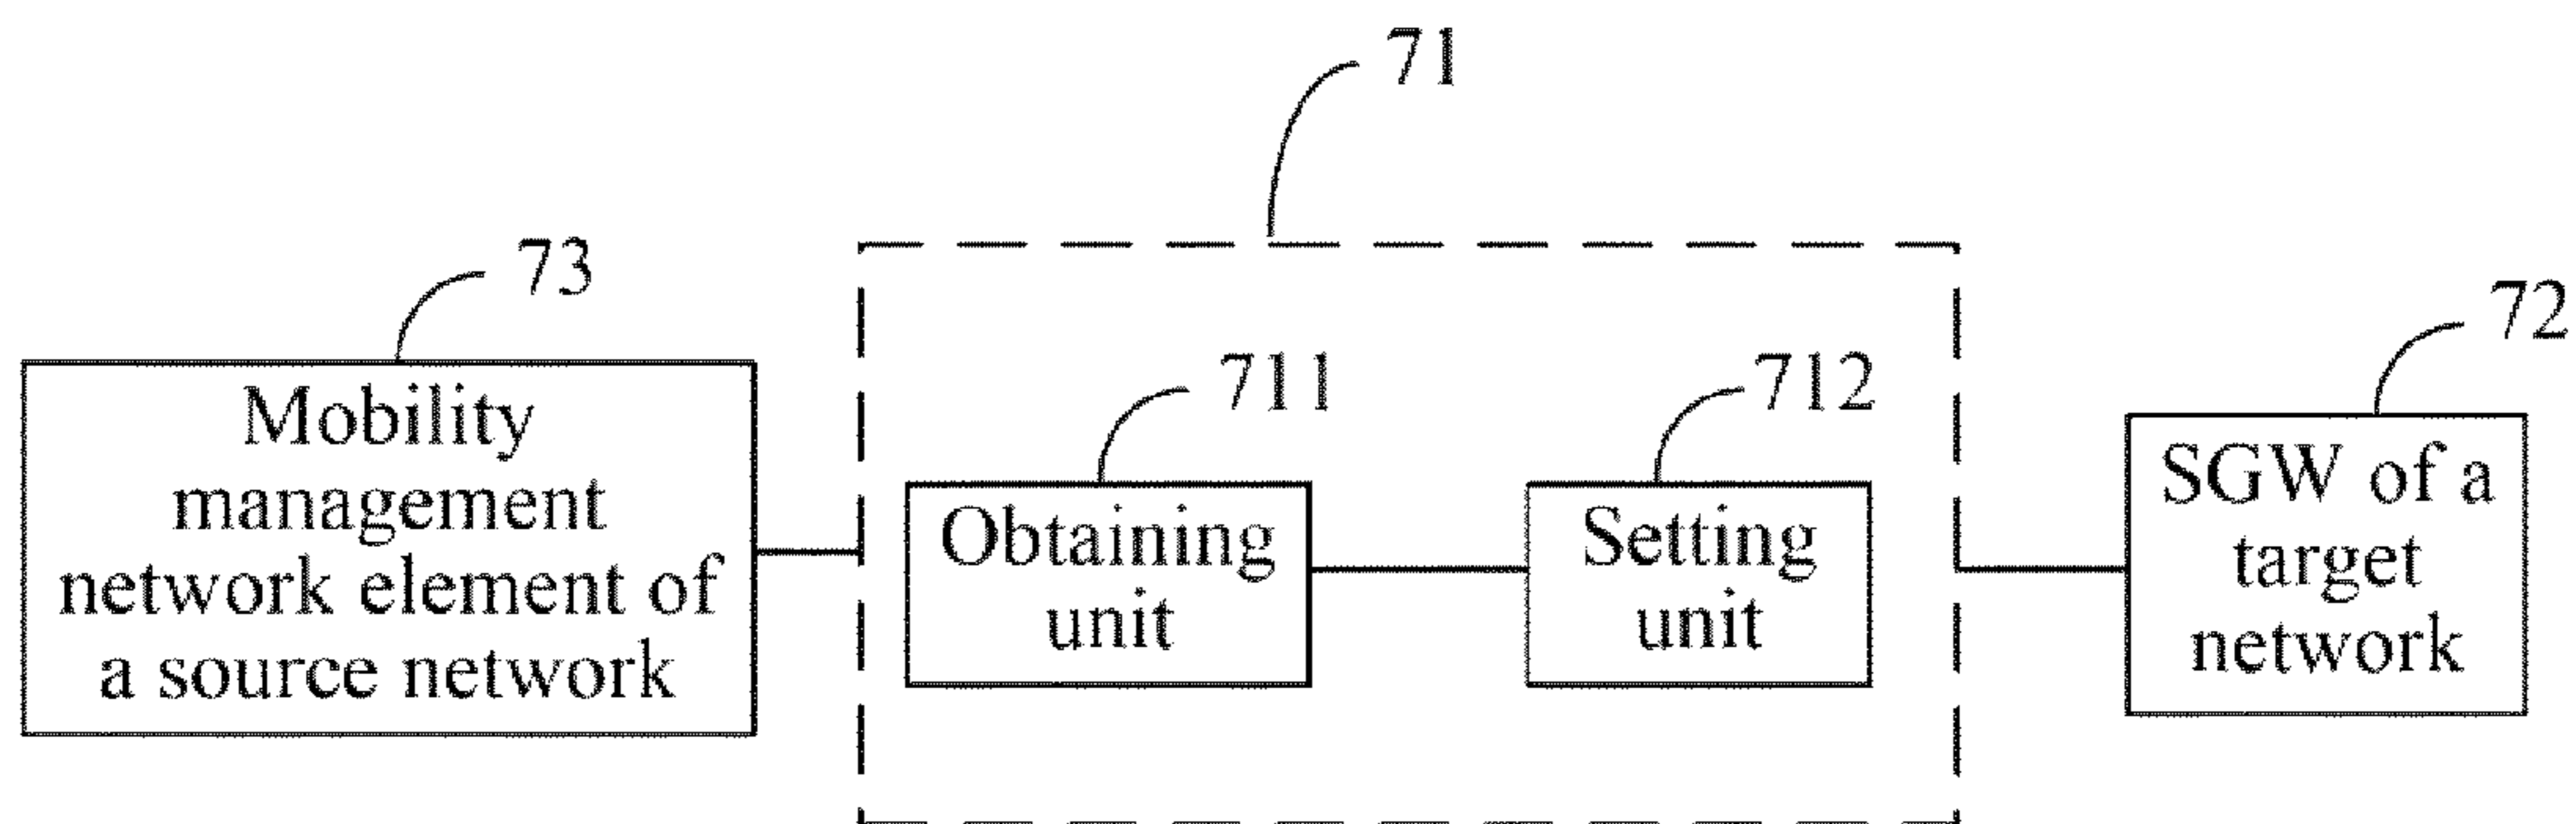 71
73
72
711
712
Mobility
management
network element of
a source network
Obtaining
unit
Setting
unit
SGW of a
target
network